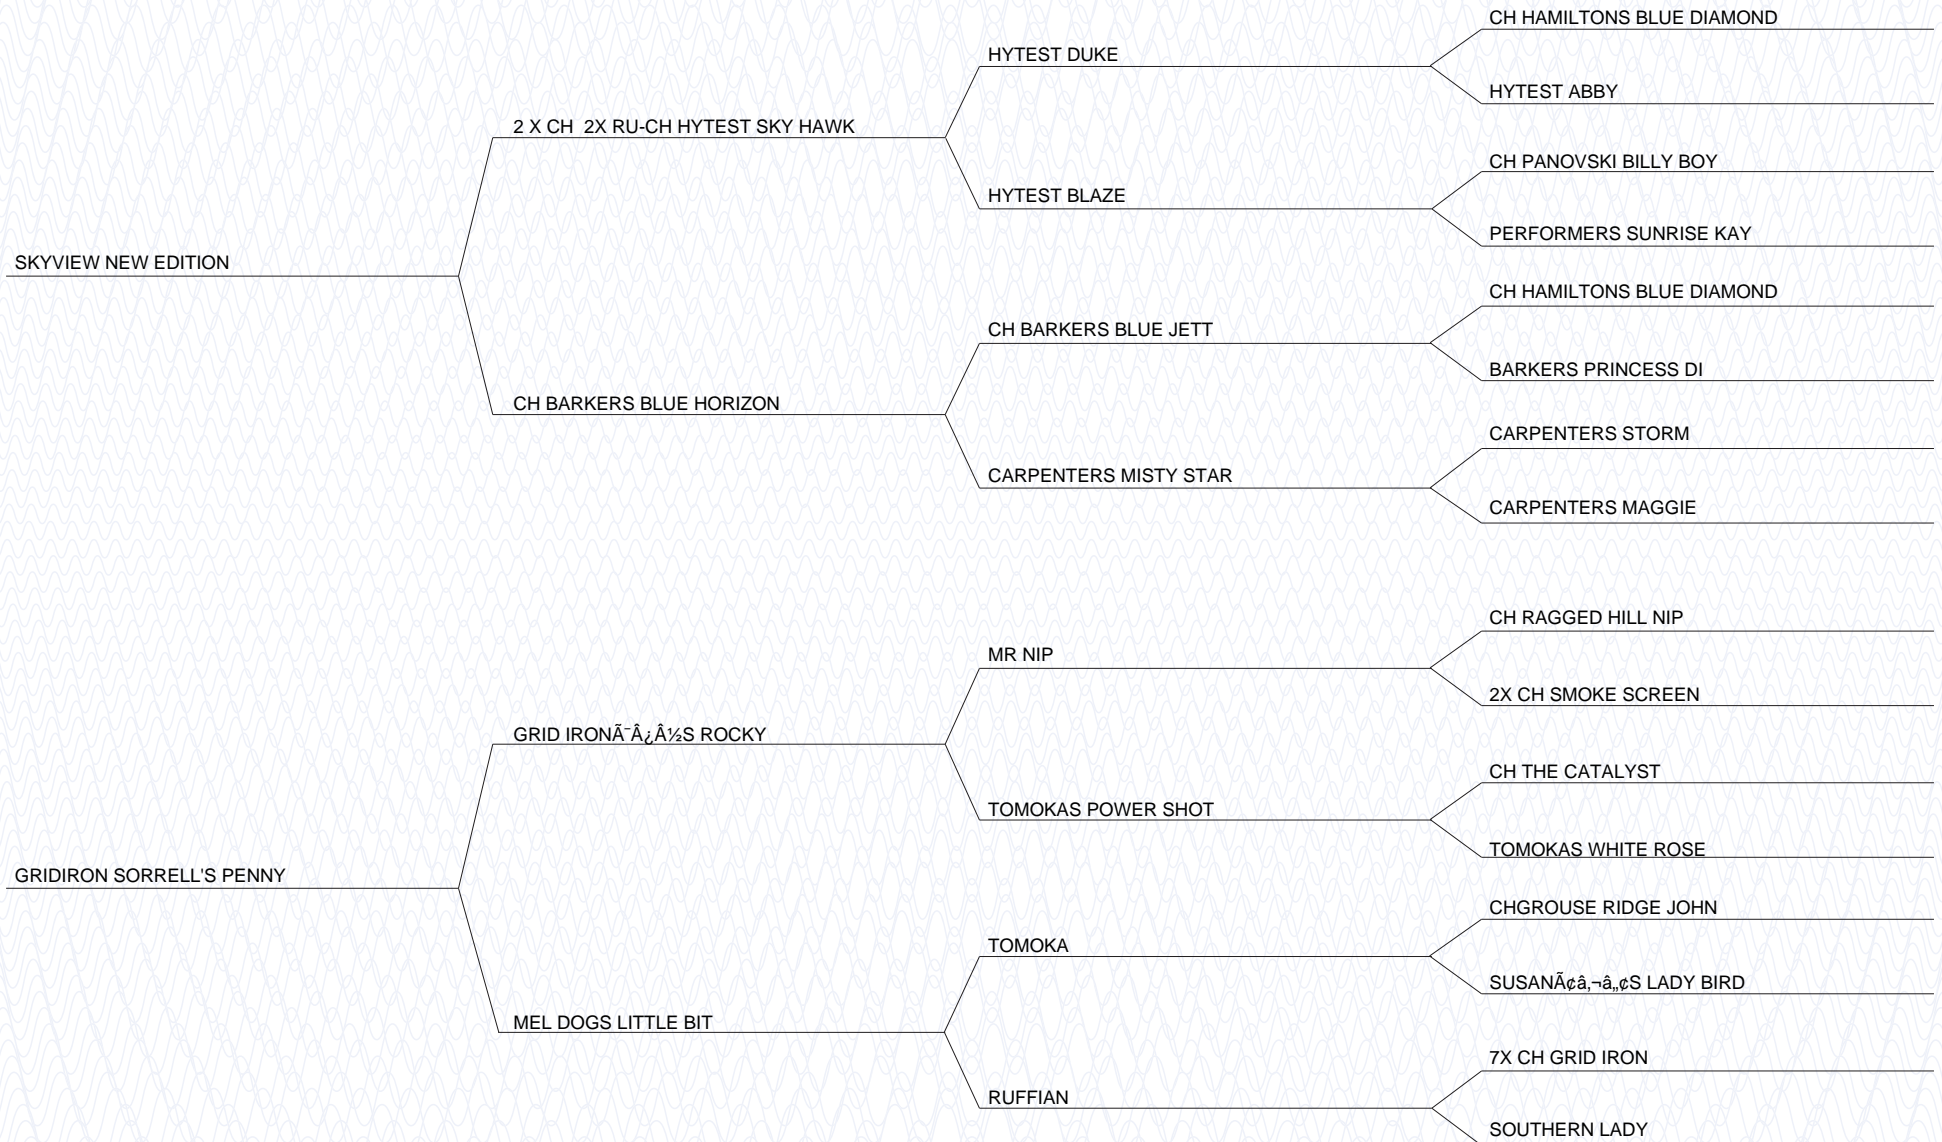 CH HAMILTONS BLUE DIAMOND
HYTEST DUKE
HYTEST ABBY
2 X CH  2X RU-CH HYTEST SKY HAWK
CH PANOVSKI BILLY BOY
HYTEST BLAZE
PERFORMERS SUNRISE KAY
SKYVIEW NEW EDITION
CH HAMILTONS BLUE DIAMOND
CH BARKERS BLUE JETT
BARKERS PRINCESS DI
CH BARKERS BLUE HORIZON
CARPENTERS STORM
CARPENTERS MISTY STAR
CARPENTERS MAGGIE
CH RAGGED HILL NIP
MR NIP
2X CH SMOKE SCREEN
GRID IRONÃ¯Â¿Â½S ROCKY
CH THE CATALYST
TOMOKAS POWER SHOT
TOMOKAS WHITE ROSE
GRIDIRON SORRELL'S PENNY
CHGROUSE RIDGE JOHN
TOMOKA
SUSANÃ¢â‚¬â„¢S LADY BIRD
MEL DOGS LITTLE BIT
7X CH GRID IRON
RUFFIAN
SOUTHERN LADY